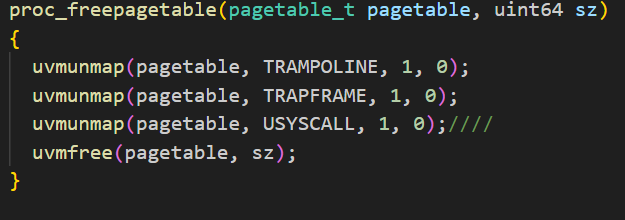 proc_freepagetable(pagetable_t pagetable, uint64 sz)
{
  uvmunmap(pagetable, TRAMPOLINE, 1, 0);
  uvmunmap(pagetable, TRAPFRAME, 1, 0);
  uvmunmap(pagetable, USYSCALL, 1, 0);////
  uvmfree(pagetable, sz);
}